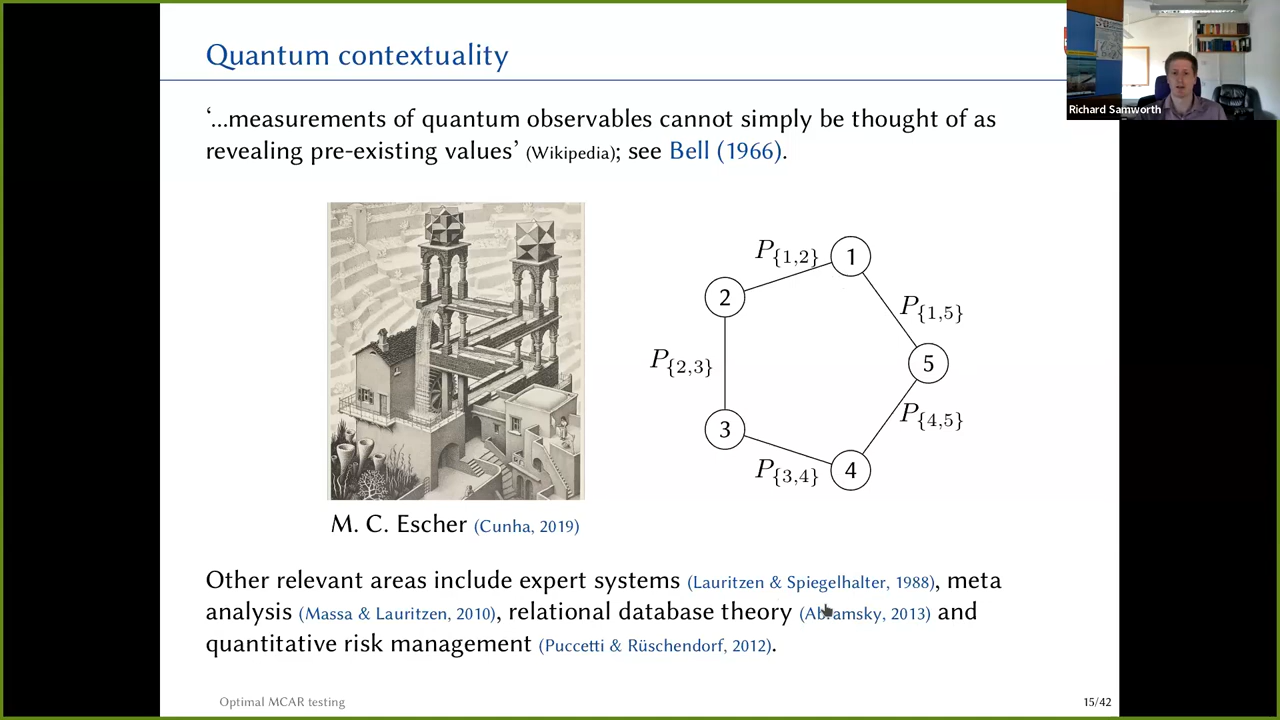 Quantum contextuality
Richard Samworth
‘...measurements of quantum observables cannot simply be thought of as
revealing pre-existing values’ (Wikipedia); see Bell (1966).
P{1,2}
1
2
P{1,5}
P{2,3}
5
P{4,5}
3
P{3,4}
4
M. C. Escher (Cunha, 2019)
Other relevant areas include expert systems (Lauritzen & Spiegelhalter, 1988), meta
analysis (Massa & Lauritzen, 2010), relational database theory (Abramsky, 2013) and
quantitative risk management (Puccetti & Rüschendorf, 2012).
Optimal MCAR testing
15/42